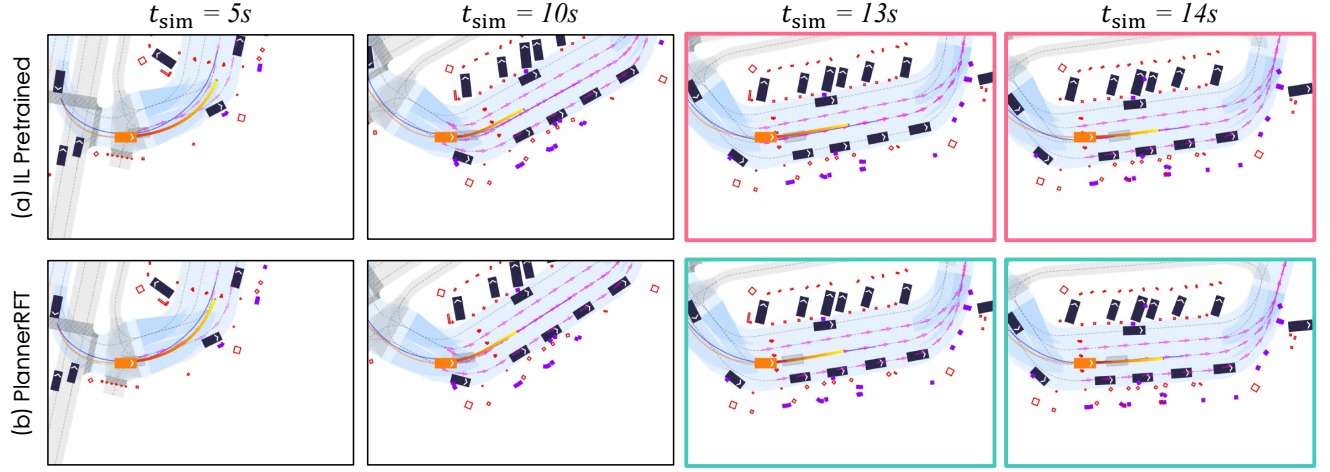 t_sim = 5s
t_sim = 10s
t_sim = 13s
t_sim = 14s
(a) IL Pretrained
(b) PlannerRFT